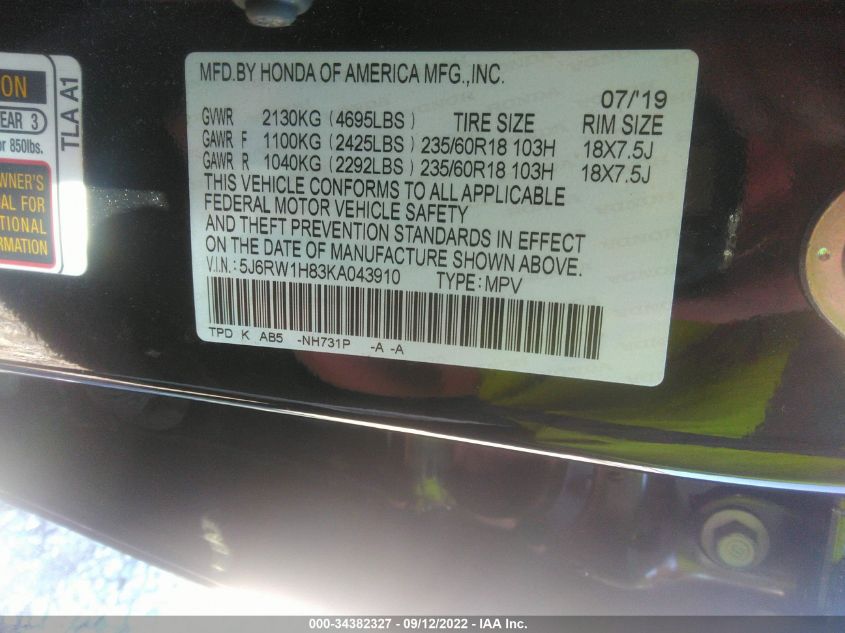 ON
EAR 3
r 850lbs.
WNER'S
AL FOR
TIONAL
RMATION
TLA A1
MFD.BY HONDA OF AMERICA MFG.,INC.
07/'19
GVWR 2130KG (4695LBS) TIRE SIZE RIM SIZE
GAWR F 1100KG (2425LBS) 235/60R18 103H 18X7.5J
GAWR R 1040KG (2292LBS) 235/60R18 103H 18X7.5J
THIS VEHICLE CONFORMS TO ALL APPLICABLE
FEDERAL MOTOR VEHICLE SAFETY
AND THEFT PREVENTION STANDARDS IN EFFECT
ON THE DATE OF MANUFACTURE SHOWN ABOVE.
V.I.N.: 5J6RW1H83KA043910 TYPE: MPV
TPD K AB5 -NH731P -A -A
000-34382327 - 09/12/2022 - IAA Inc.